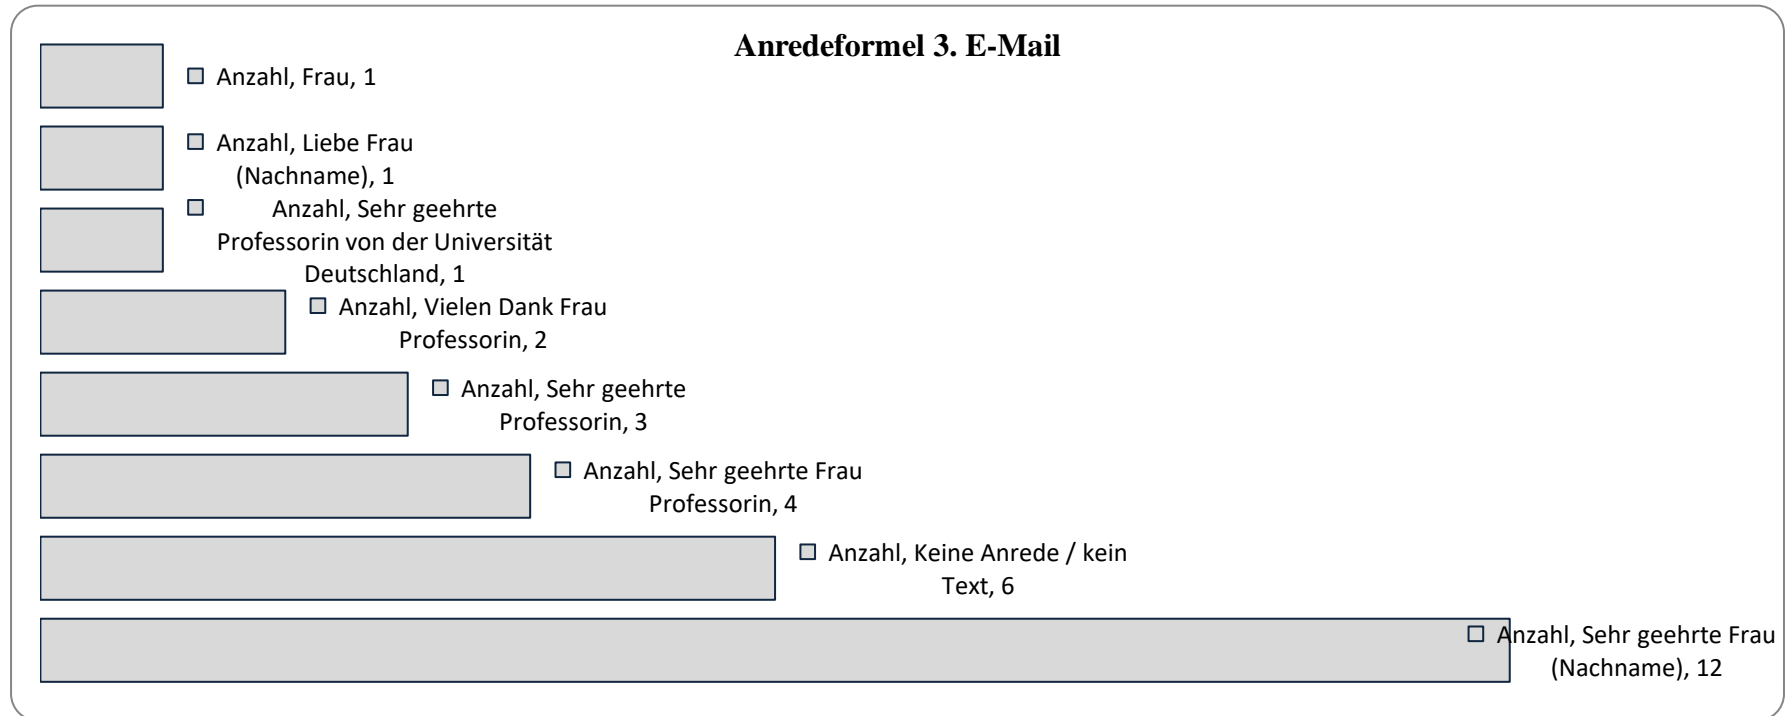 Anredeformel 3. E-Mail
Anzahl, Frau, 1
Anzahl, Liebe Frau
(Nachname), 1
Anzahl, Sehr geehrte
Professorin von der Universität
Deutschland, 1
Anzahl, Vielen Dank Frau
Professorin, 2
Anzahl, Sehr geehrte
Professorin, 3
Anzahl, Sehr geehrte Frau
Professorin, 4
Anzahl, Keine Anrede / kein
Text, 6
Anzahl, Sehr geehrte Frau
(Nachname), 12